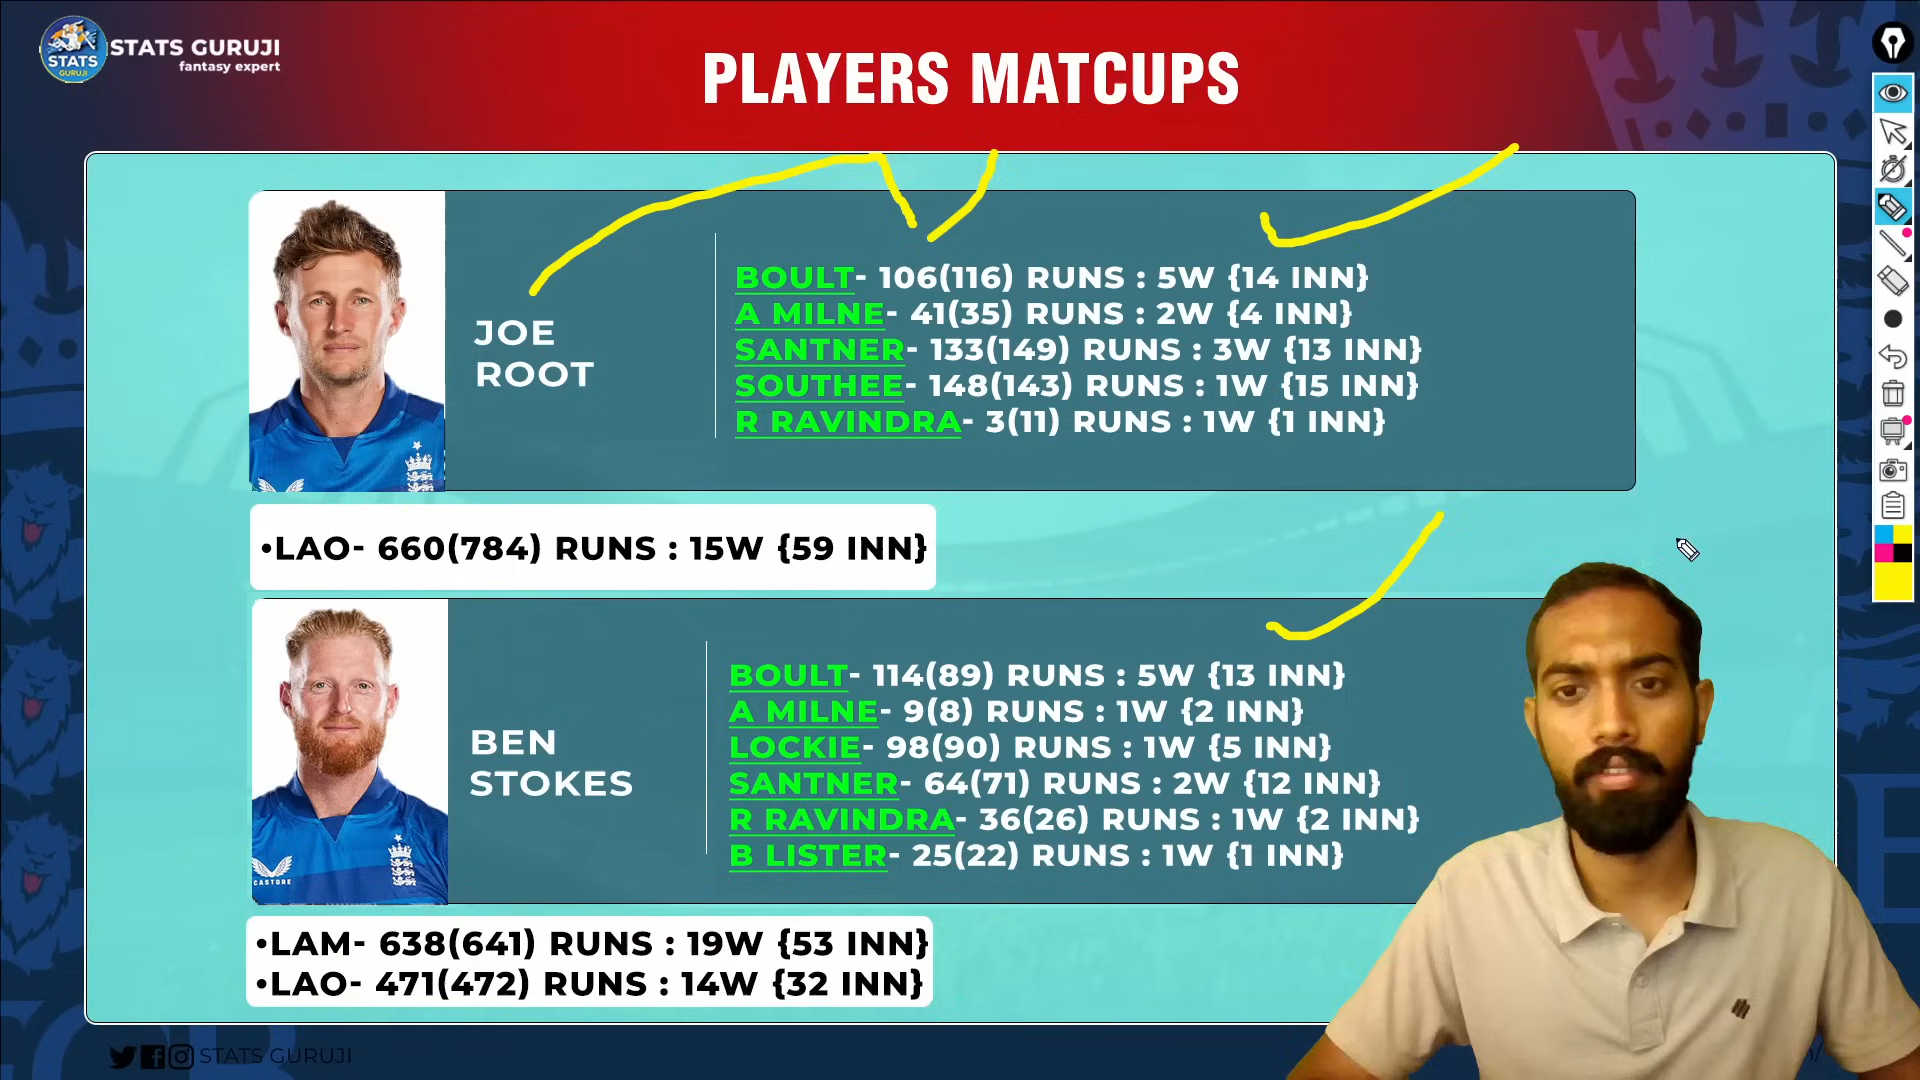 STATS GURUJI
fantasy expert
STATS
GURUJI
PLAYERS MATCUPS
JOE
ROOT
BOULT- 106(116) RUNS : 5W {14 INN}
A MILNE- 41(35) RUNS : 2W {4 INN}
SANTNER- 133(149) RUNS : 3W {13 INN}
SOUTHEE- 148(143) RUNS : 1W {15 INN}
R RAVINDRA- 3(11) RUNS : 1W {1 INN}
•LAO- 660(784) RUNS : 15W {59 INN}
BEN
STOKES
BOULT- 114(89) RUNS : 5W {13 INN}
A MILNE- 9(8) RUNS : 1W {2 INN}
LOCKIE- 98(90) RUNS : 1W {5 INN}
SANTNER- 64(71) RUNS : 2W {12 INN}
R RAVINDRA- 36(26) RUNS : 1W {2 INN}
B LISTER- 25(22) RUNS : 1W {1 INN}
CASTORE
•LAM- 638(641) RUNS : 19W {53 INN}
•LAO- 471(472) RUNS : 14W {32 INN}
STATS GURUJI